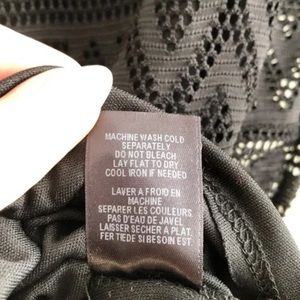 MACHINE WASH COLD
SEPARATELY
DO NOT BLEACH
LAY FLAT TO DRY
COOL IRON IF NEEDED
LAVER A FROID EN
MACHINE
SEPARER LES COULEURS
PAS D'EAU DE JAVEL
LAISSER SECHER A PLAT.
FER TIEDE SI BESOIN EST.